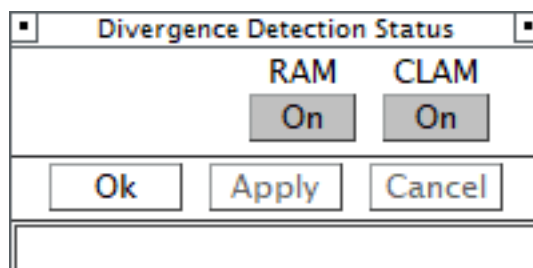 Divergence Detection Status
RAM CLAM
On On
Ok Apply Cancel